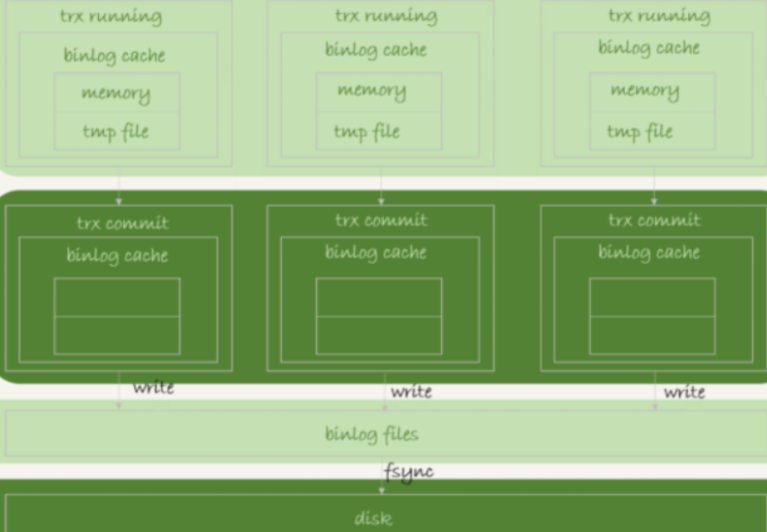 trx running trx running trx running
binlog cache binlog cache binlog cache
memory memory memory
tmp file tmp file tmp file
trx commit trx commit trx commit
binlog cache binlog cache binlog cache
write write write
binlog files
fsync
disk